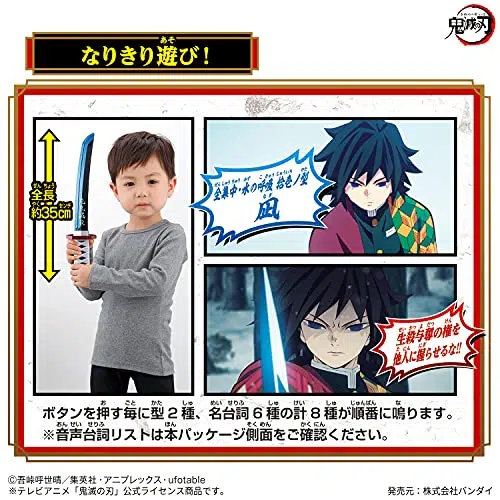 鬼滅の刃
なりきり遊び!
全長
約35cm
全集中・水の呼吸 拾壱ノ型
凪
生殺与奪の権を
他人に握らせるな!!
ボタンを押す毎に型2種、名台詞6種の計8種が順番に鳴ります。
※音声台詞リストは本パッケージ側面をご確認ください。
©吾峠呼世晴/集英社・アニプレックス・ufotable
※テレビアニメ「鬼滅の刃」公式ライセンス商品です。
発売元:株式会社バンダイ